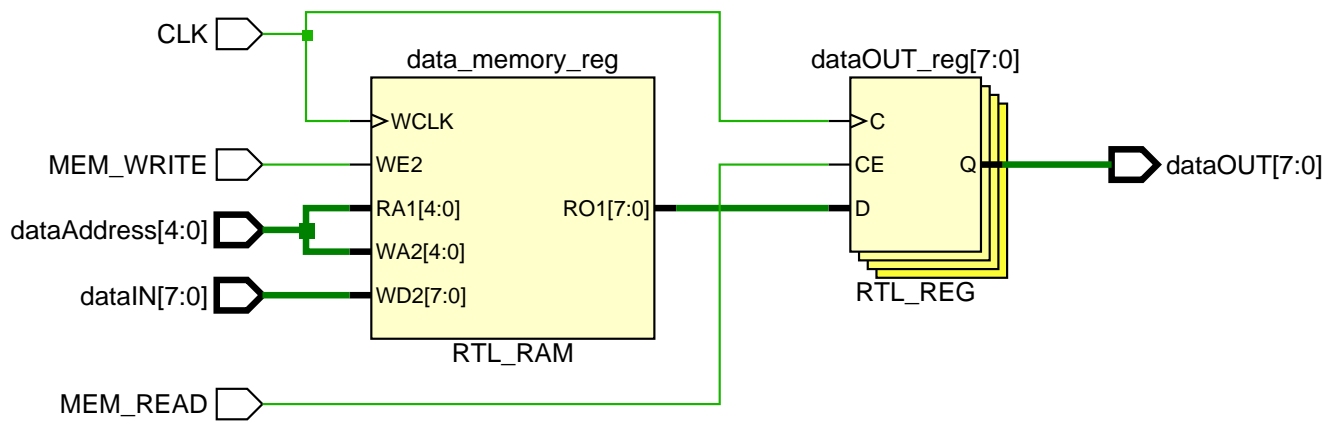 CLK
data_memory_reg
dataOUT_reg[7:0]
WCLK
C
MEM_WRITE
WE2
CE
Q
dataOUT[7:0]
RA1[4:0]
RO1[7:0]
D
dataAddress[4:0]
WA2[4:0]
dataIN[7:0]
WD2[7:0]
RTL_REG
RTL_RAM
MEM_READ